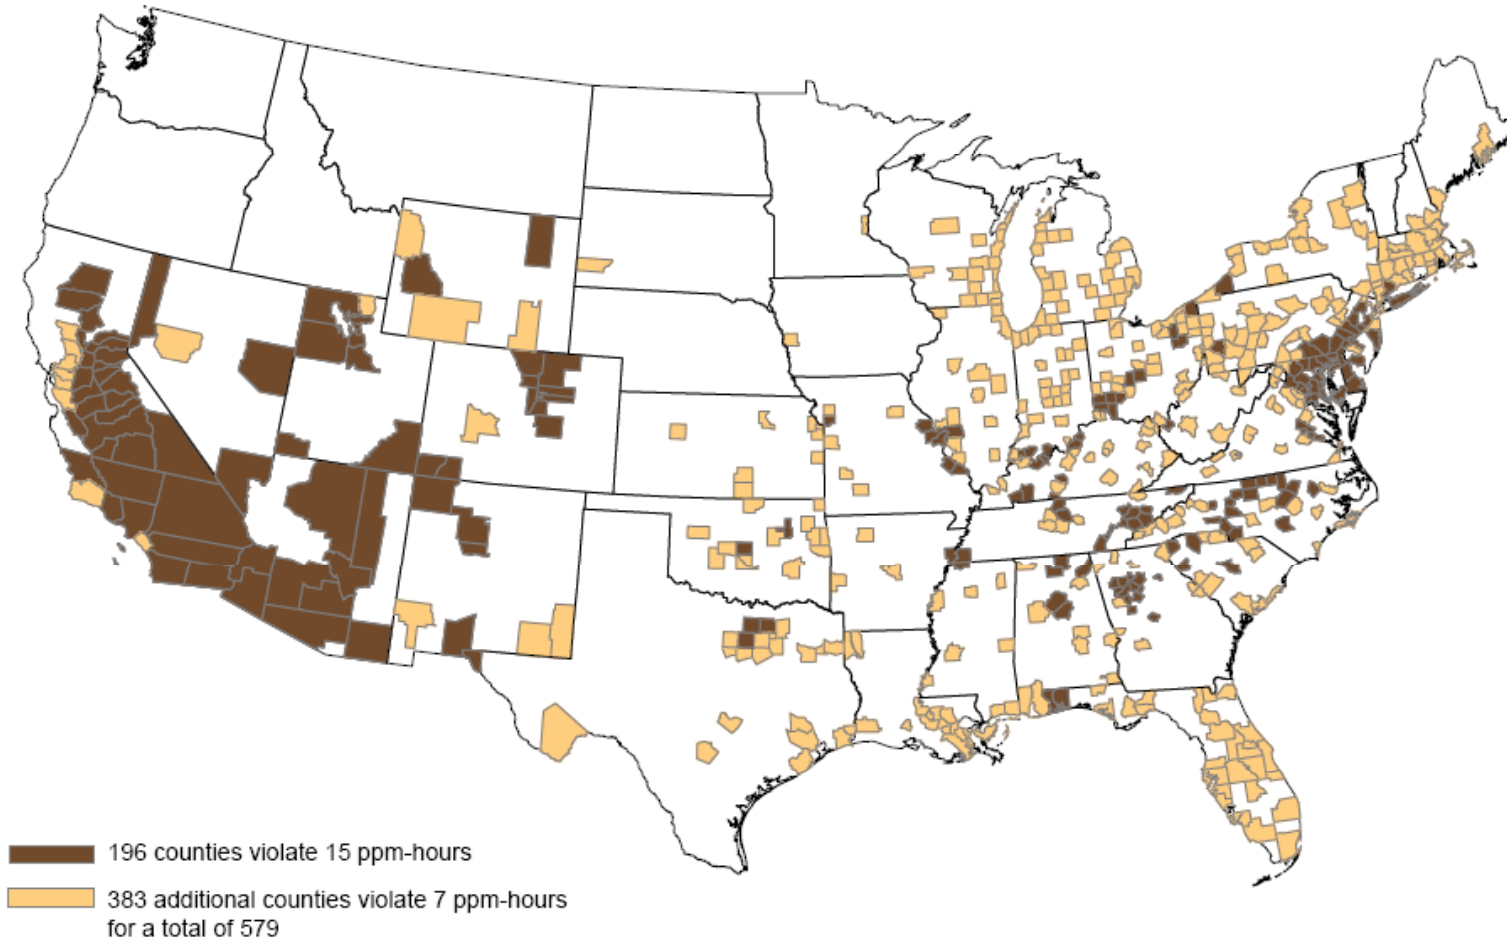 196 counties violate 15 ppm-hours
383 additional counties violate 7 ppm-hours
for a total of 579